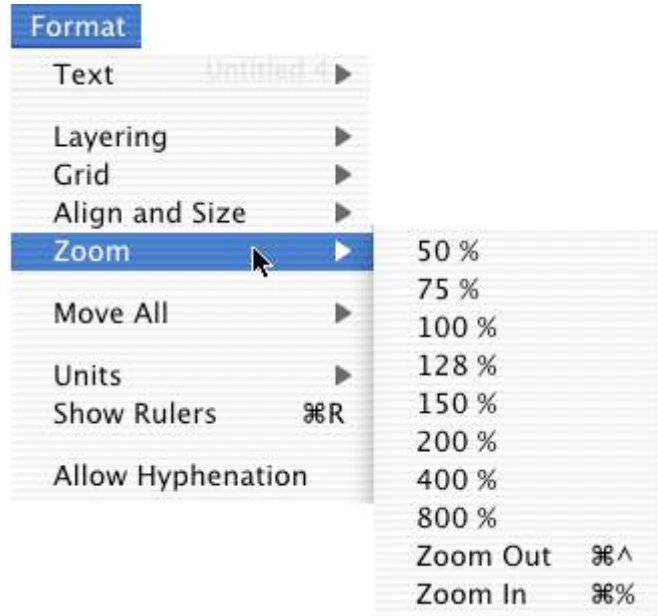 Format
Text
Untitled 4
Layering
Grid
Align and Size
Zoom
Move All
Units
Show Rulers ⌘R
Allow Hyphenation
50 %
75 %
100 %
128 %
150 %
200 %
400 %
800 %
Zoom Out ⌘^
Zoom In ⌘%